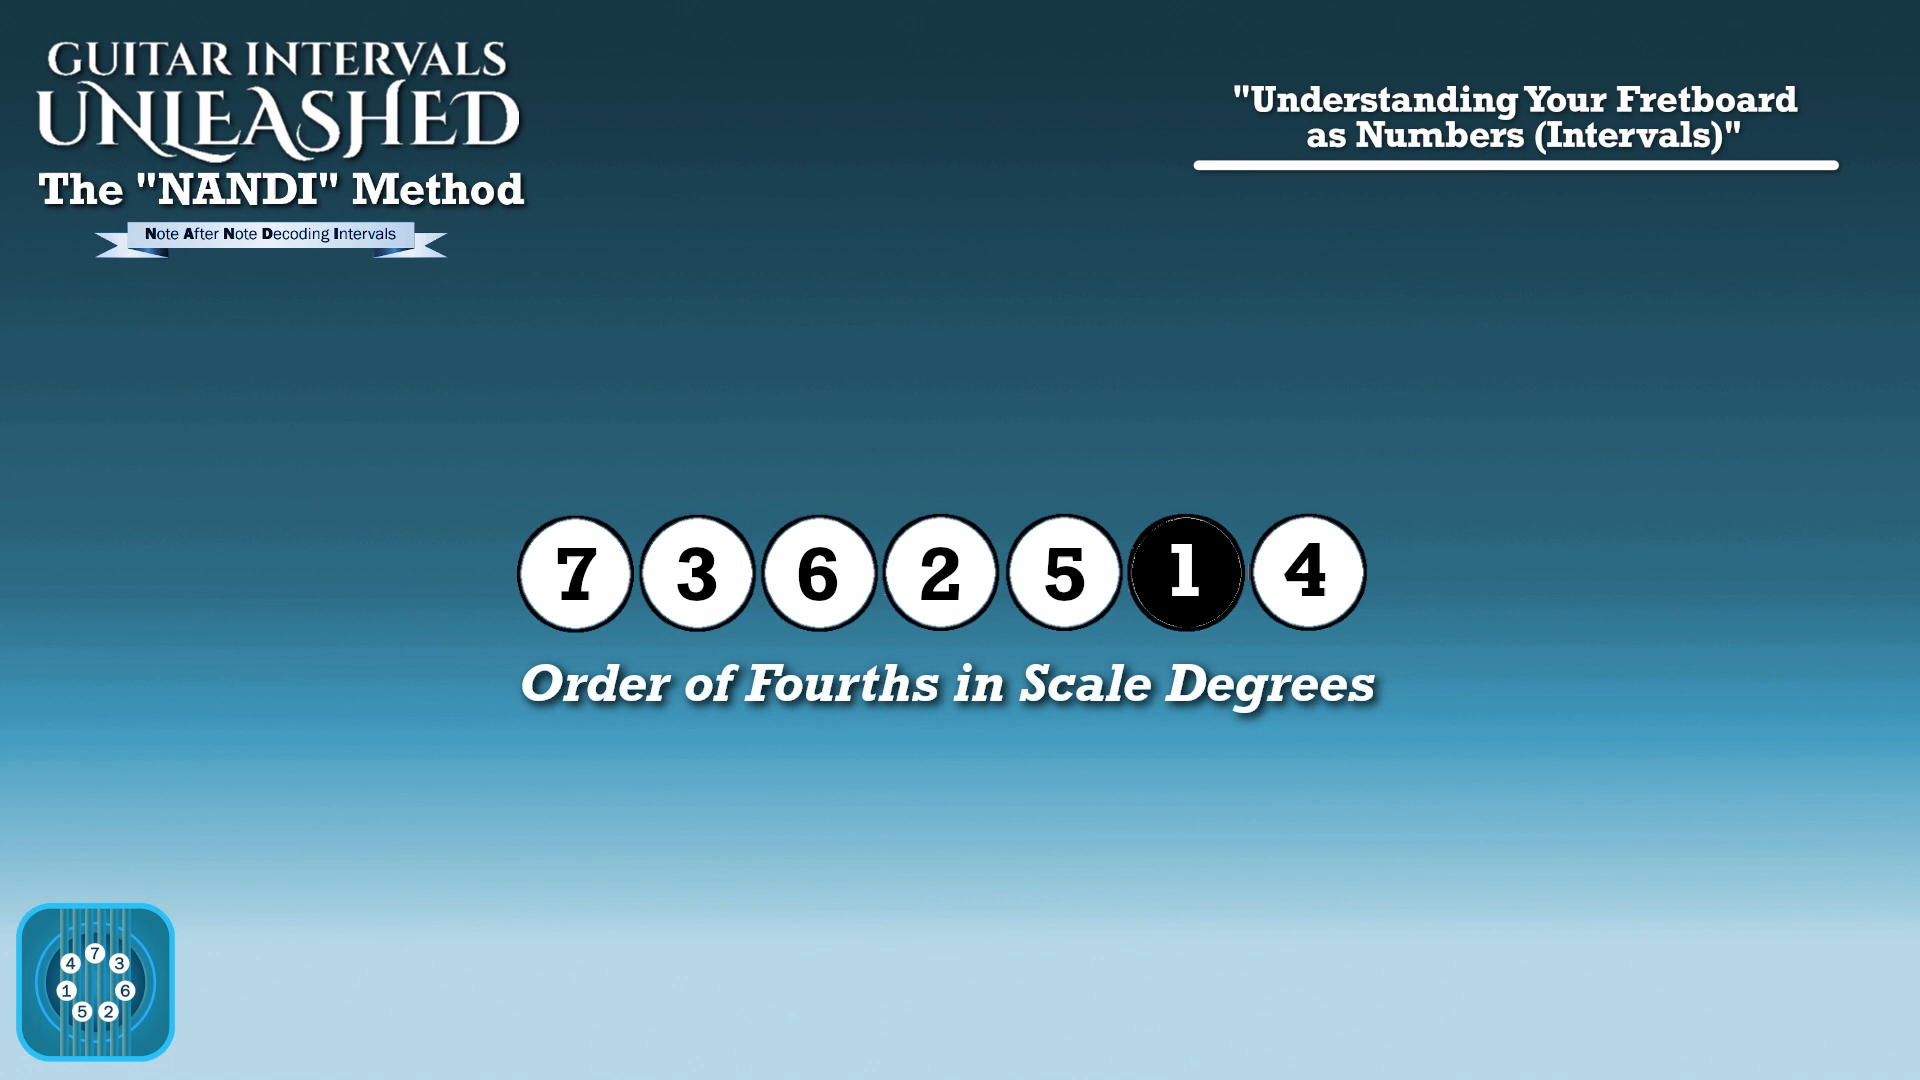 GUITAR INTERVALS
UNLEASHED
The "NANDI" Method
Note After Note Decoding Intervals
"Understanding Your Fretboard
as Numbers (Intervals)"
7 3 6 2 5 1 4
Order of Fourths in Scale Degrees
7
4 3
1 6
5 2